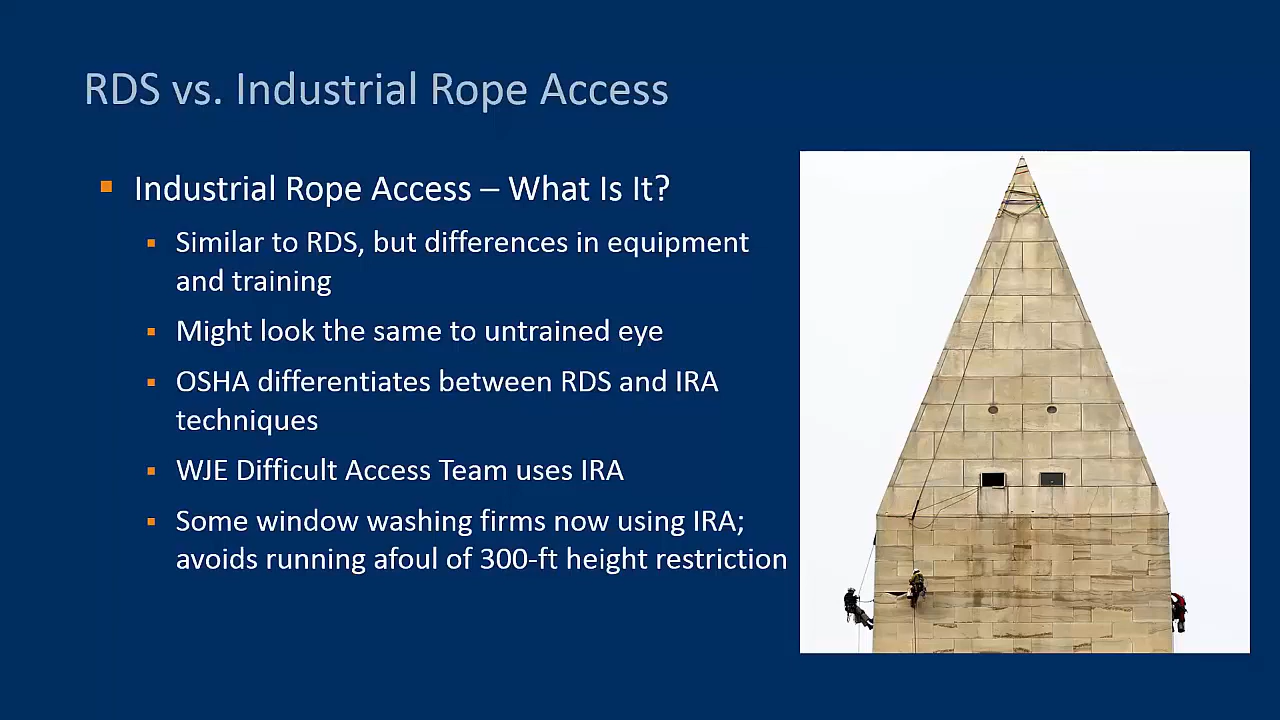 RDS vs. Industrial Rope Access
Industrial Rope Access – What Is It?
Similar to RDS, but differences in equipment
and training
Might look the same to untrained eye
OSHA differentiates between RDS and IRA
techniques
WJE Difficult Access Team uses IRA
Some window washing firms now using IRA;
avoids running afoul of 300-ft height restriction